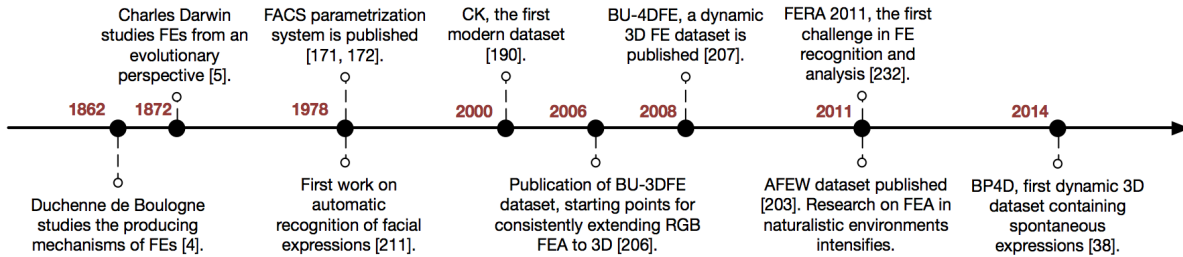 Charles Darwin
studies FEs from an
evolutionary
perspective [5].
FACS parametrization
system is published
[171, 172].
CK, the first
modern dataset
[190].
BU-4DFE, a dynamic
3D FE dataset is
published [207].
FERA 2011, the first
challenge in FE
recognition and
analysis [232].
1862
1872
1978
2000
2006
2008
2011
2014
Duchenne de Boulogne
studies the producing
mechanisms of FEs [4].
First work on
automatic
recognition of facial
expressions [211].
Publication of BU-3DFE
dataset, starting points for
consistently extending RGB
FEA to 3D [206].
AFEW dataset published
[203]. Research on FEA in
naturalistic environments
intensifies.
BP4D, first dynamic 3D
dataset containing
spontaneous
expressions [38].